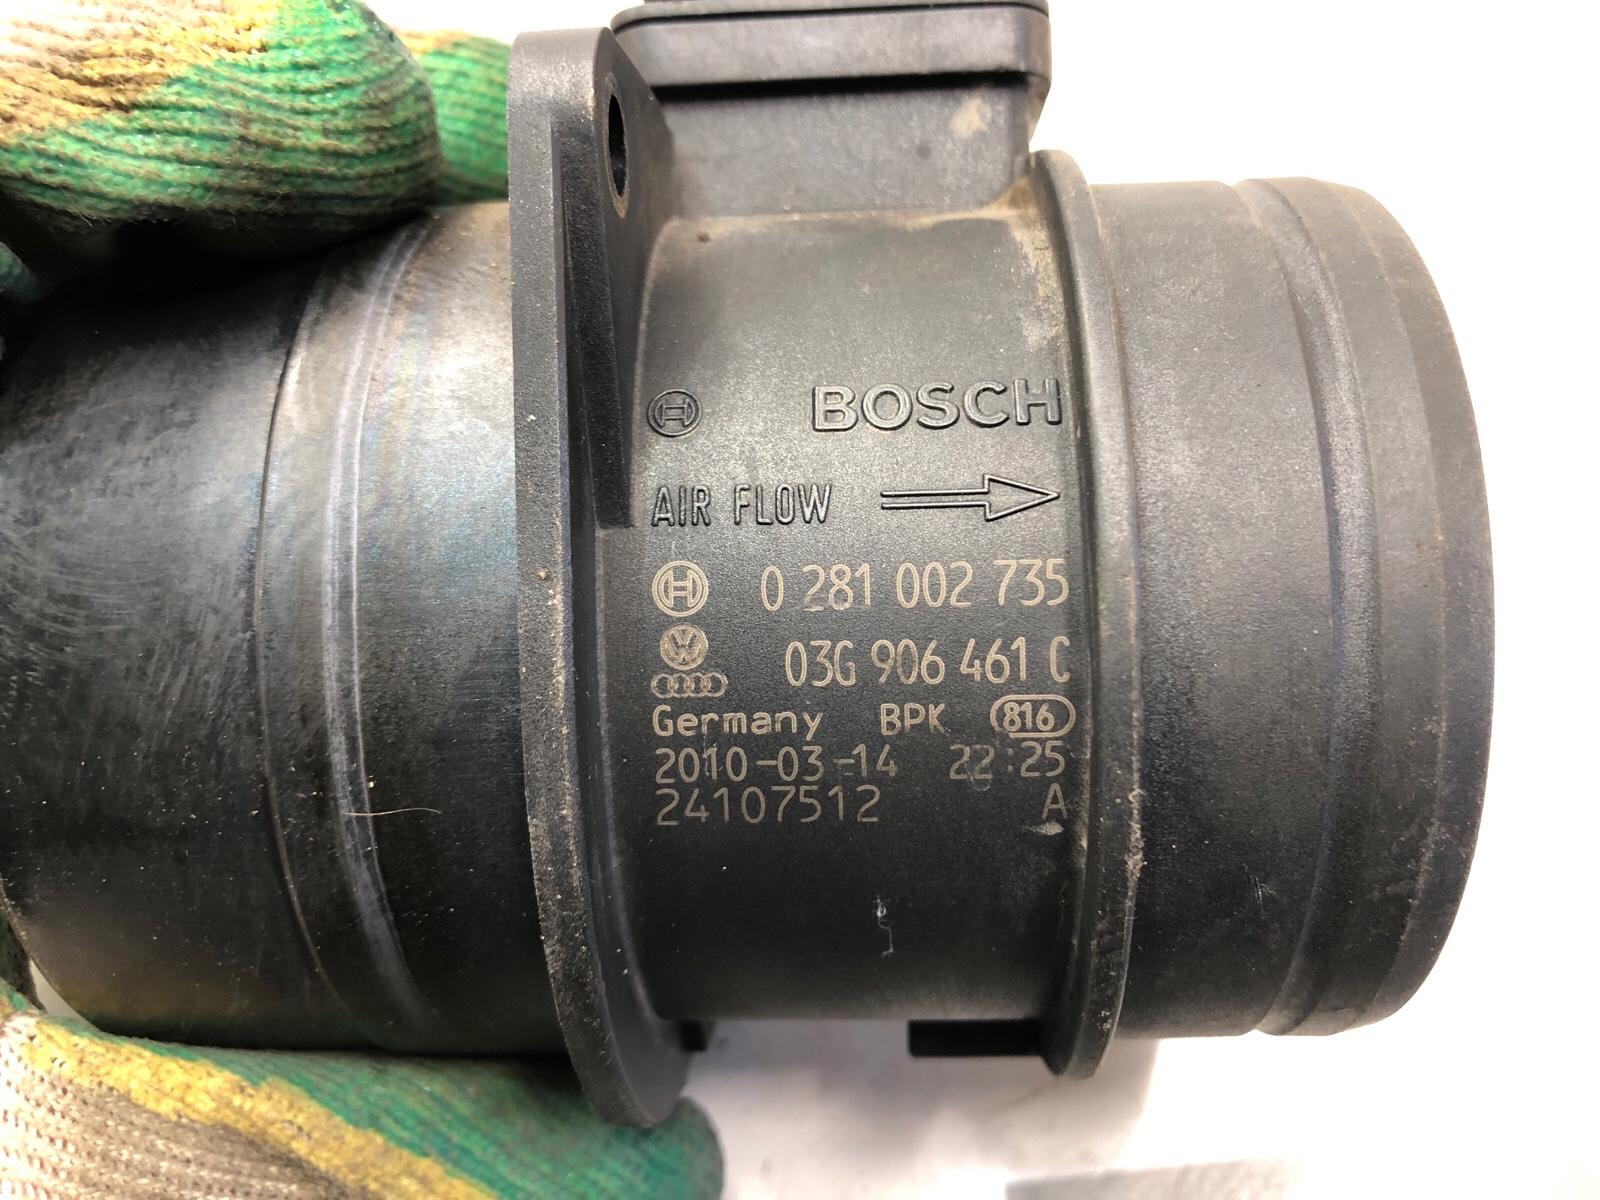 BOSCH
AIR FLOW
0 281 002 735
03G 906 461 C
Germany BPK 816
2010-03-14 22:25
24107512 A